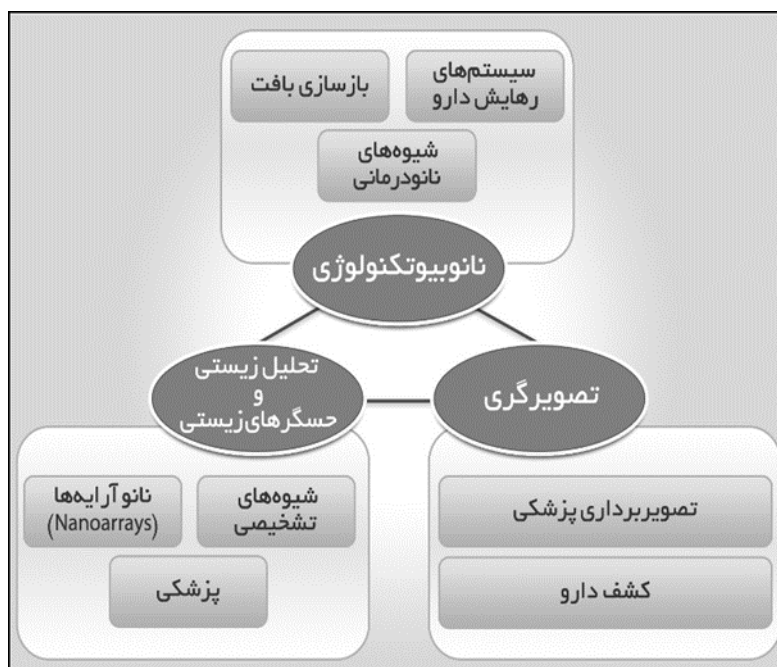 سیستم‌های
رهایش دارو
بازسازی بافت
شیوه‌های
نانودرمانی
نانوبیوتکنولوژی
تصویرگری
تحلیل زیستی
و
حسگرهای زیستی
تصویربرداری پزشکی
کشف دارو
شیوه‌های
تشخیصی
نانو آرایه‌ها
(Nanoarrays)
پزشکی